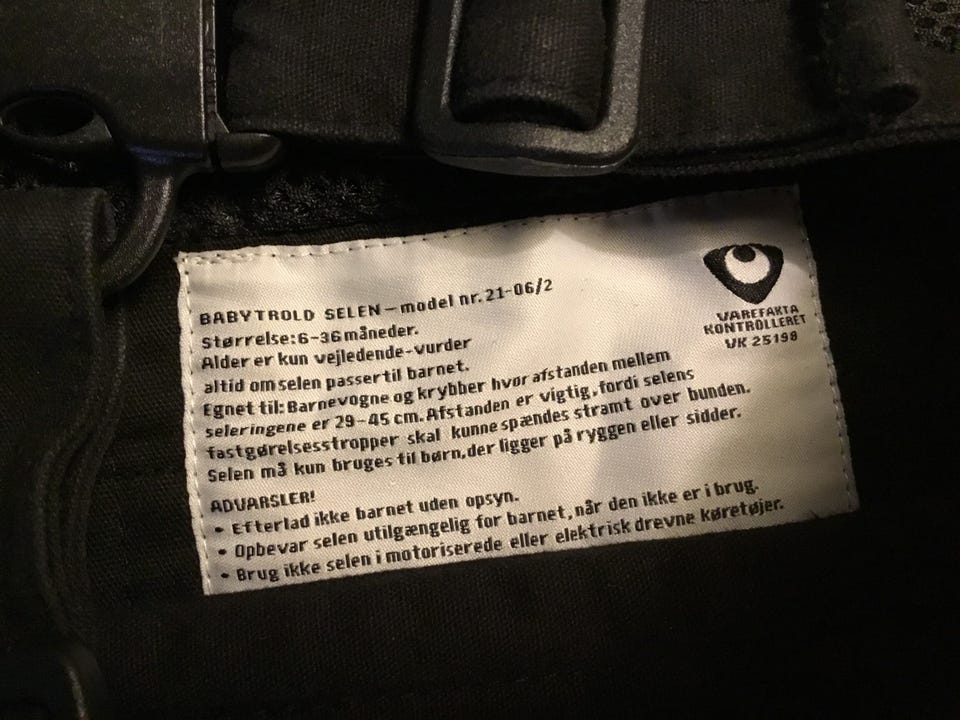 BABYTROLD SELEN – model nr. 21-06/2
Størrelse: 6-36 måneder.
Alder er kun vejledende - vurder
altid om selen passer til barnet.
Egnet til: Barnevogne og krybber hvor afstanden mellem
seleringene er 29-45 cm. Afstanden er vigtig, fordi selens
fastgørelsesstropper skal kunne spændes stramt over bunden.
Selen må kun bruges til børn, der ligger på ryggen eller sidder.
ADVARSLER!
• Efterlad ikke barnet uden opsyn.
• Opbevar selen utilgængelig for barnet, når den ikke er i brug.
• Brug ikke selen i motoriserede eller elektrisk drevne køretøjer.
VAREFAKTA
KONTROLLERET
VK 25198